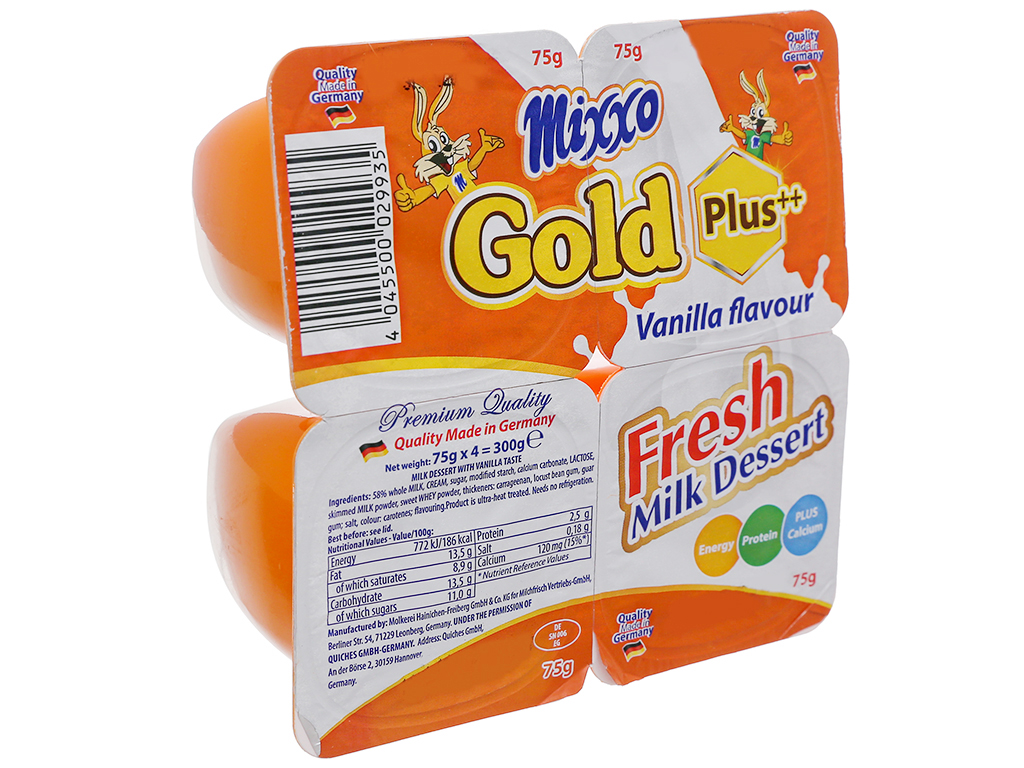 75g
75g
Quality
Made in
Germany
Quality
Made in
Germany
Mixxo
Gold
Plus++
Vanilla flavour
4 045500 029935
Premium Quality
Quality Made in Germany
Net weight: 75g x 4 = 300g ℮
MILK DESSERT WITH VANILLA TASTE
Ingredients: 58% whole MILK, CREAM, sugar, modified starch, calcium carbonate, LACTOSE,
skimmed MILK powder, sweet WHEY powder, thickeners: carrageenan, locust bean gum, guar
gum; salt, colour: carotenes; flavouring.Product is ultra-heat treated. Needs no refrigeration.
Best before: see lid.
Nutritional Values - Value/100g:
Energy 772 kJ/186 kcal
Fat 13,5 g
of which saturates 8,9 g
Carbohydrate 13,5 g
of which sugars 11,0 g
Protein 2,5 g
Salt 0,18 g
Calcium 120 mg (15%*)
* Nutrient Reference Values
Manufactured by: Molkerei Hainichen-Freiberg GmbH & Co. KG for Milchfrisch Vertriebs-GmbH,
Berliner Str. 54, 71229 Leonberg, Germany. UNDER THE PERMISSION OF
QUICHES GMBH-GERMANY. Address: Quiches GmbH,
An der Börse 2, 30159 Hannover,
Germany.
DE
SN 006
EG
75g
Fresh
Milk Dessert
Energy
Protein
PLUS
Calcium
75g
Quality
Made in
Germany